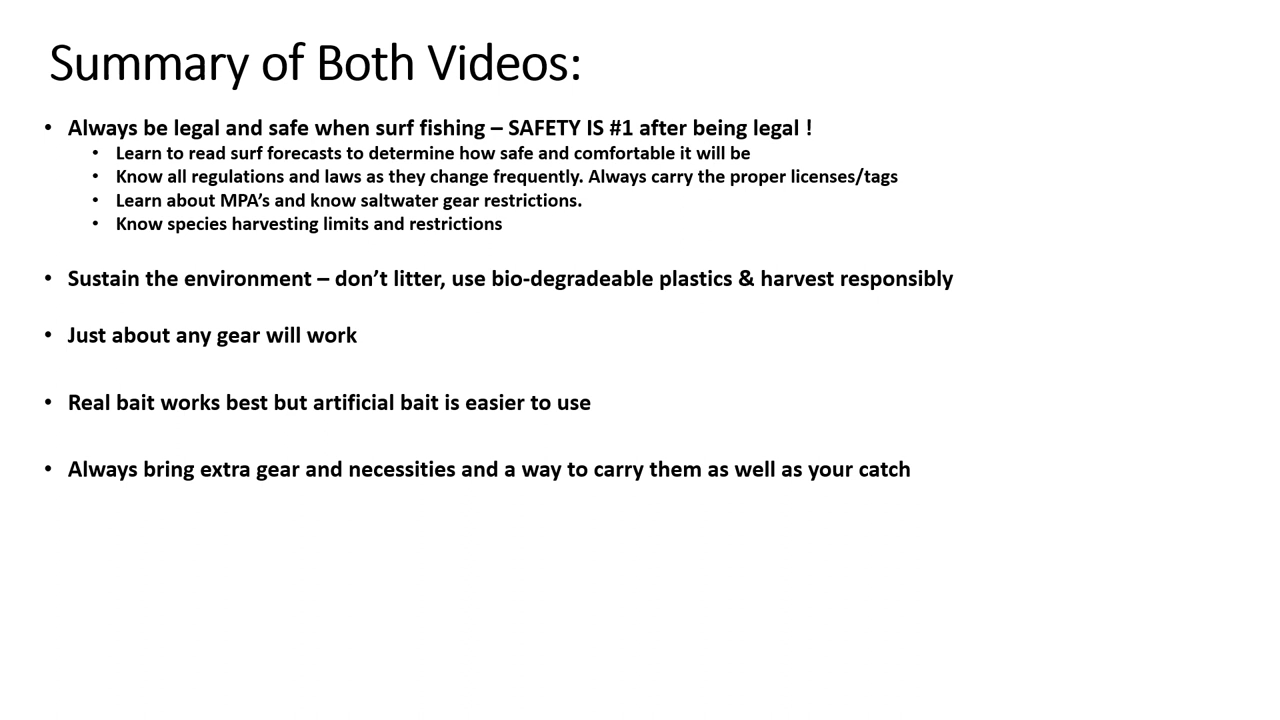 Summary of Both Videos:
• Always be legal and safe when surf fishing – SAFETY IS #1 after being legal !
• Learn to read surf forecasts to determine how safe and comfortable it will be
• Know all regulations and laws as they change frequently. Always carry the proper licenses/tags
• Learn about MPA’s and know saltwater gear restrictions.
• Know species harvesting limits and restrictions
• Sustain the environment – don’t litter, use bio-degradeable plastics & harvest responsibly
• Just about any gear will work
• Real bait works best but artificial bait is easier to use
• Always bring extra gear and necessities and a way to carry them as well as your catch